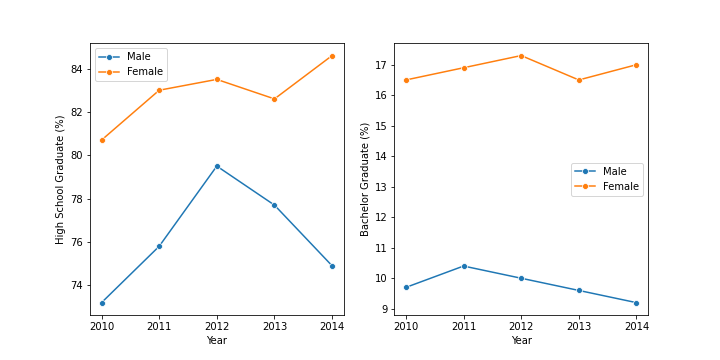 High School Graduate (%)
84
82
80
78
76
74
Male
Female
2010 2011 2012 2013 2014
Year
Bachelor Graduate (%)
17
16
15
14
13
12
11
10
9
Male
Female
2010 2011 2012 2013 2014
Year